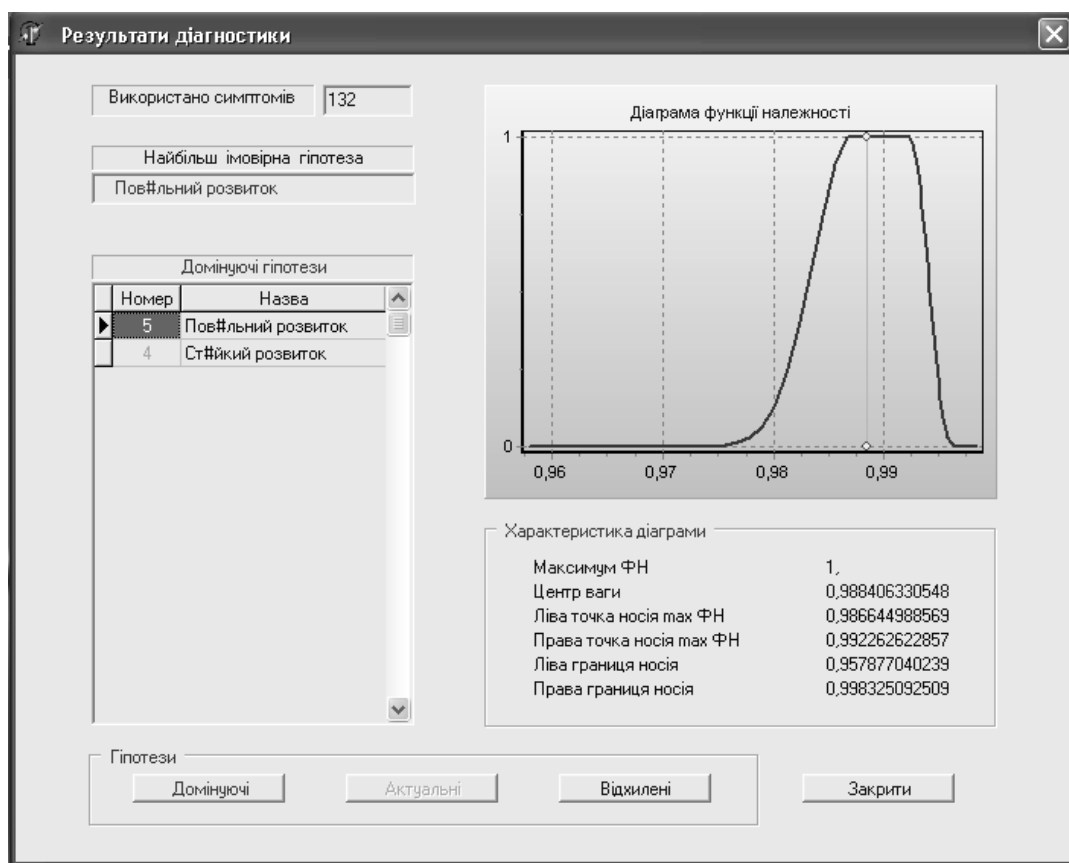 Результати діагностики
Використано симптомів 132
Найбільш імовірна гіпотеза
Пов#льний розвиток
Домінуючі гіпотези
Номер Назва
5 Пов#льний розвиток
4 Ст#йкий розвиток
Діаграма функції належності
1
0
0,96 0,97 0,98 0,99
Характеристика діаграми
Максимум ФН 1,
Центр ваги 0,988406330548
Ліва точка носія max ФН 0,986644988569
Права точка носія max ФН 0,992262622857
Ліва границя носія 0,957877040239
Права границя носія 0,998325092509
Гіпотези
Домінуючі Актуальні Відхилені Закрити